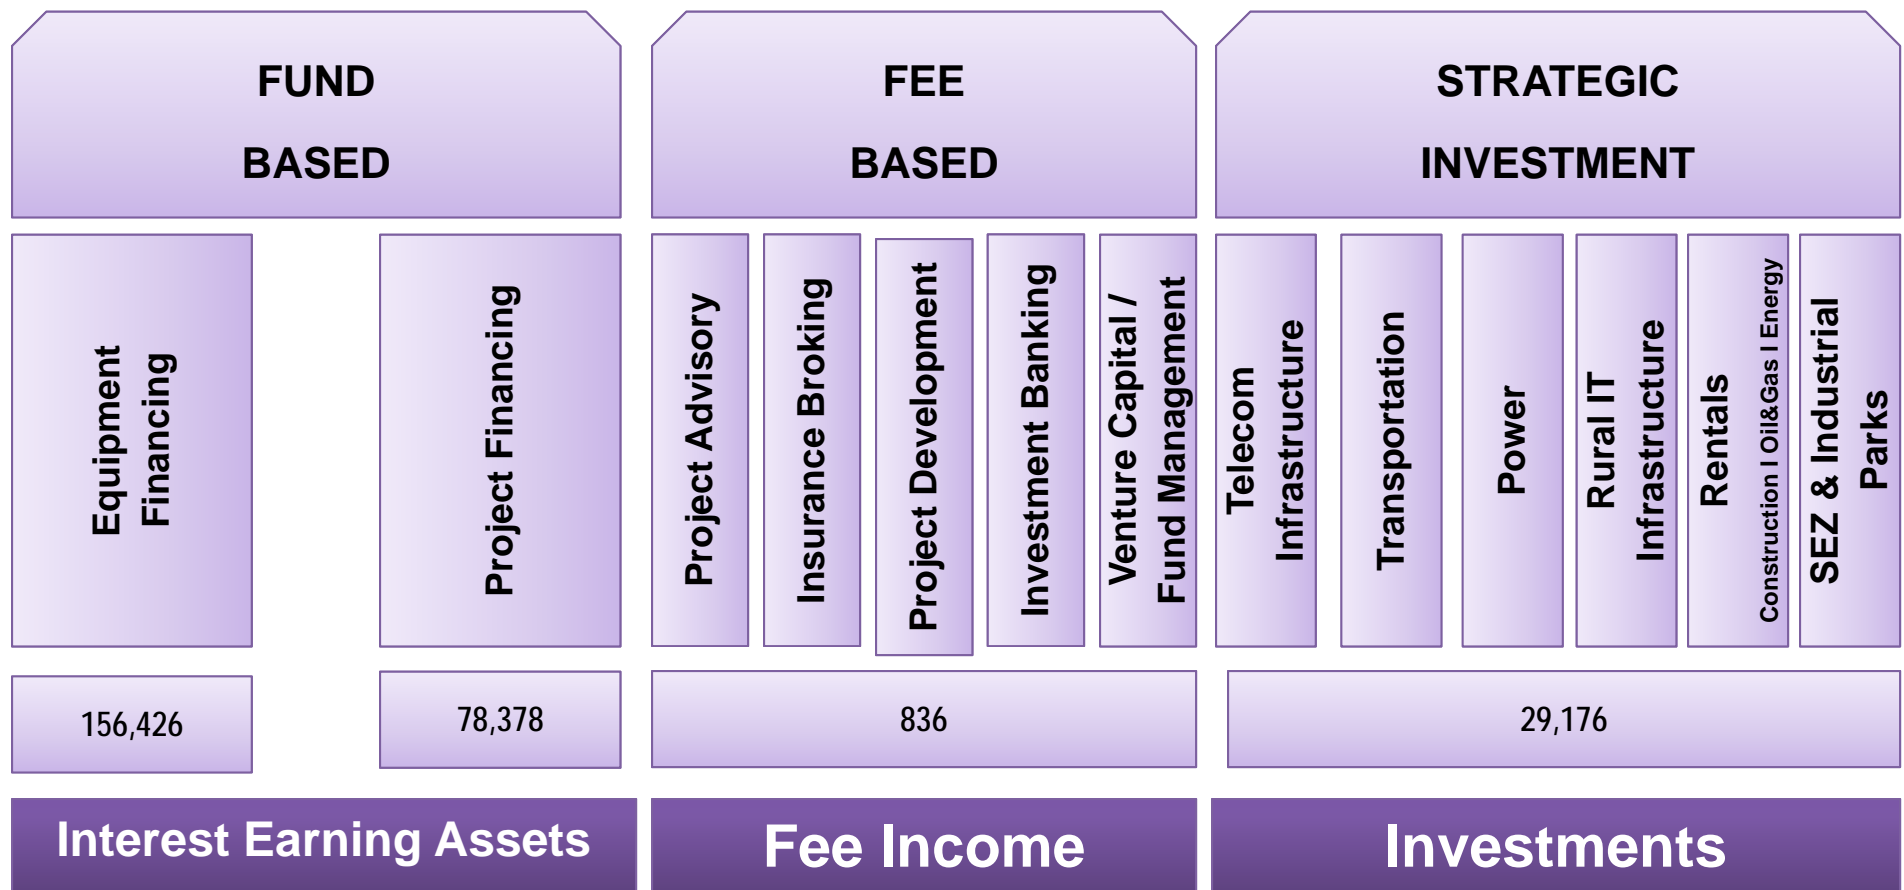 FUND
BASED
FEE
BASED
STRATEGIC
INVESTMENT
Equipment
Financing
Project Financing
Project Advisory
Insurance Broking
Project Development
Investment Banking
Venture Capital /
Fund Management
Telecom
Infrastructure
Transportation
Power
Rural IT
Infrastructure
Rentals
Construction I Oil&Gas I Energy
SEZ & Industrial
Parks
156,426
78,378
836
29,176
Interest Earning Assets
Fee Income
Investments